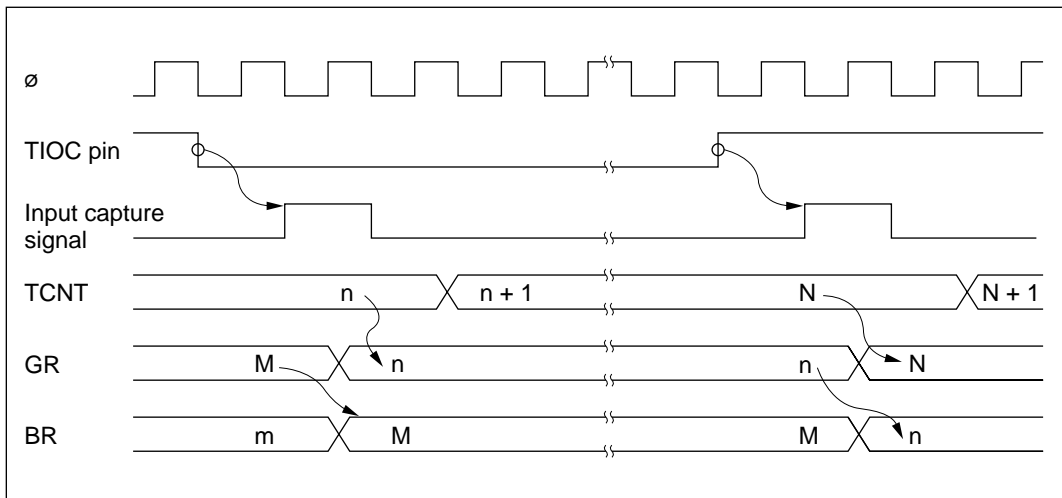 ø
TIOC pin
Input capture
signal
TCNT n n + 1 N N + 1
GR M n n N
BR m M M n